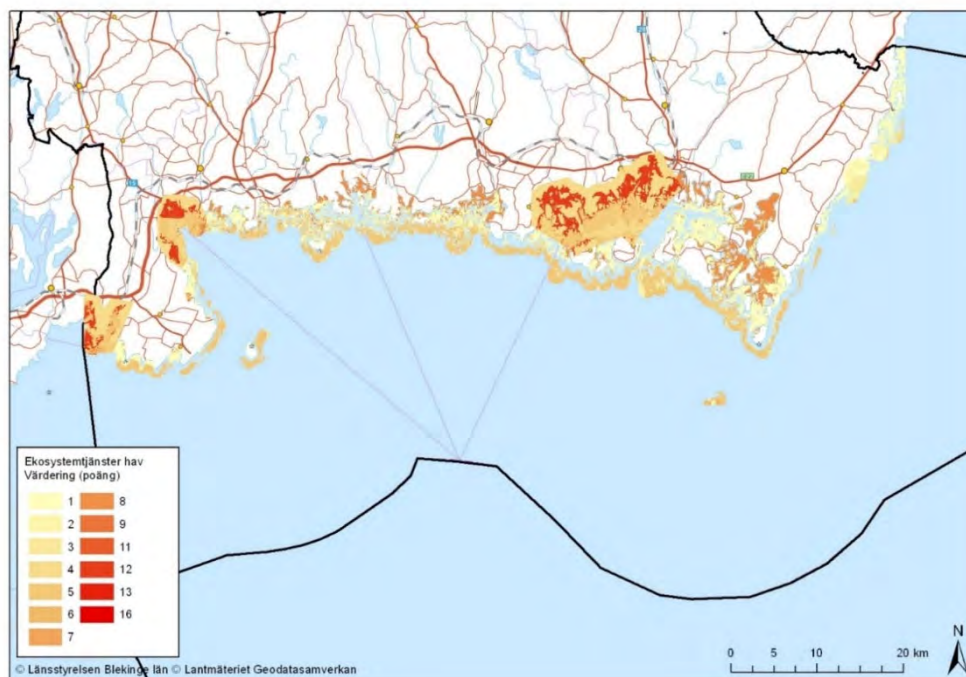 Ekosystemtjänster hav
Värdering (poäng)
1 8
2 9
3 11
4 12
5 13
6 16
7
N
0 5 10 20 km
© Länsstyrelsen Blekinge län © Lantmäteriet Geodatasamverkan